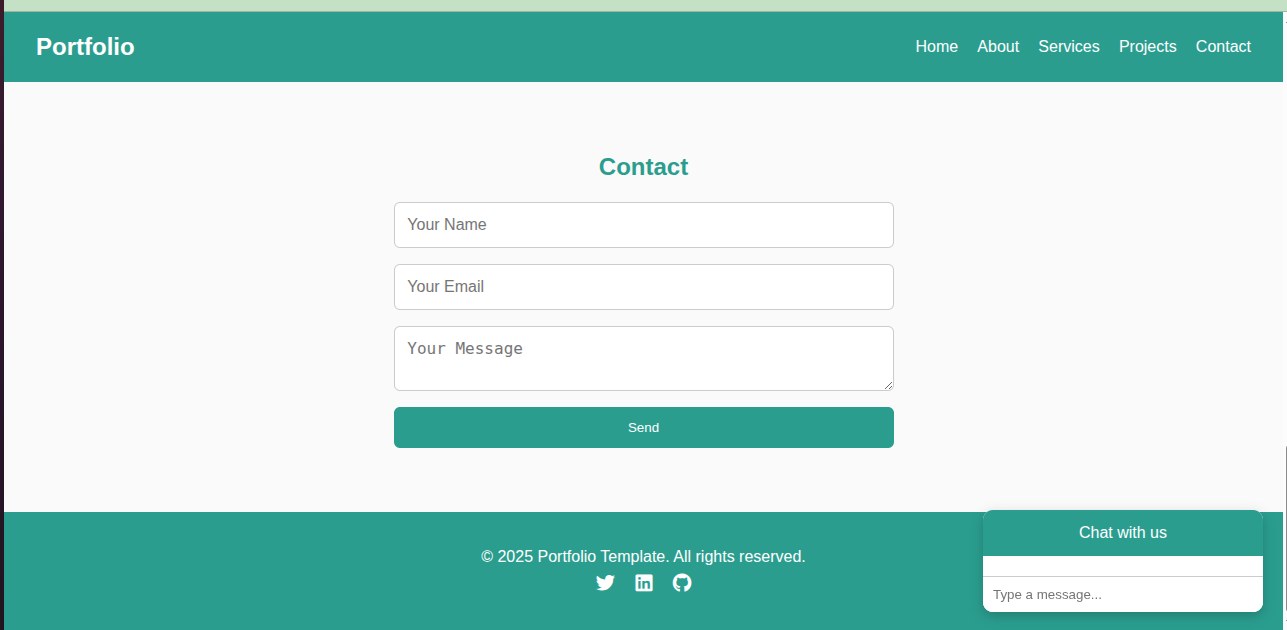 Portfolio
Home About Services Projects Contact
Contact
Your Name
Your Email
Your Message
Send
© 2025 Portfolio Template. All rights reserved.
Chat with us
Type a message...